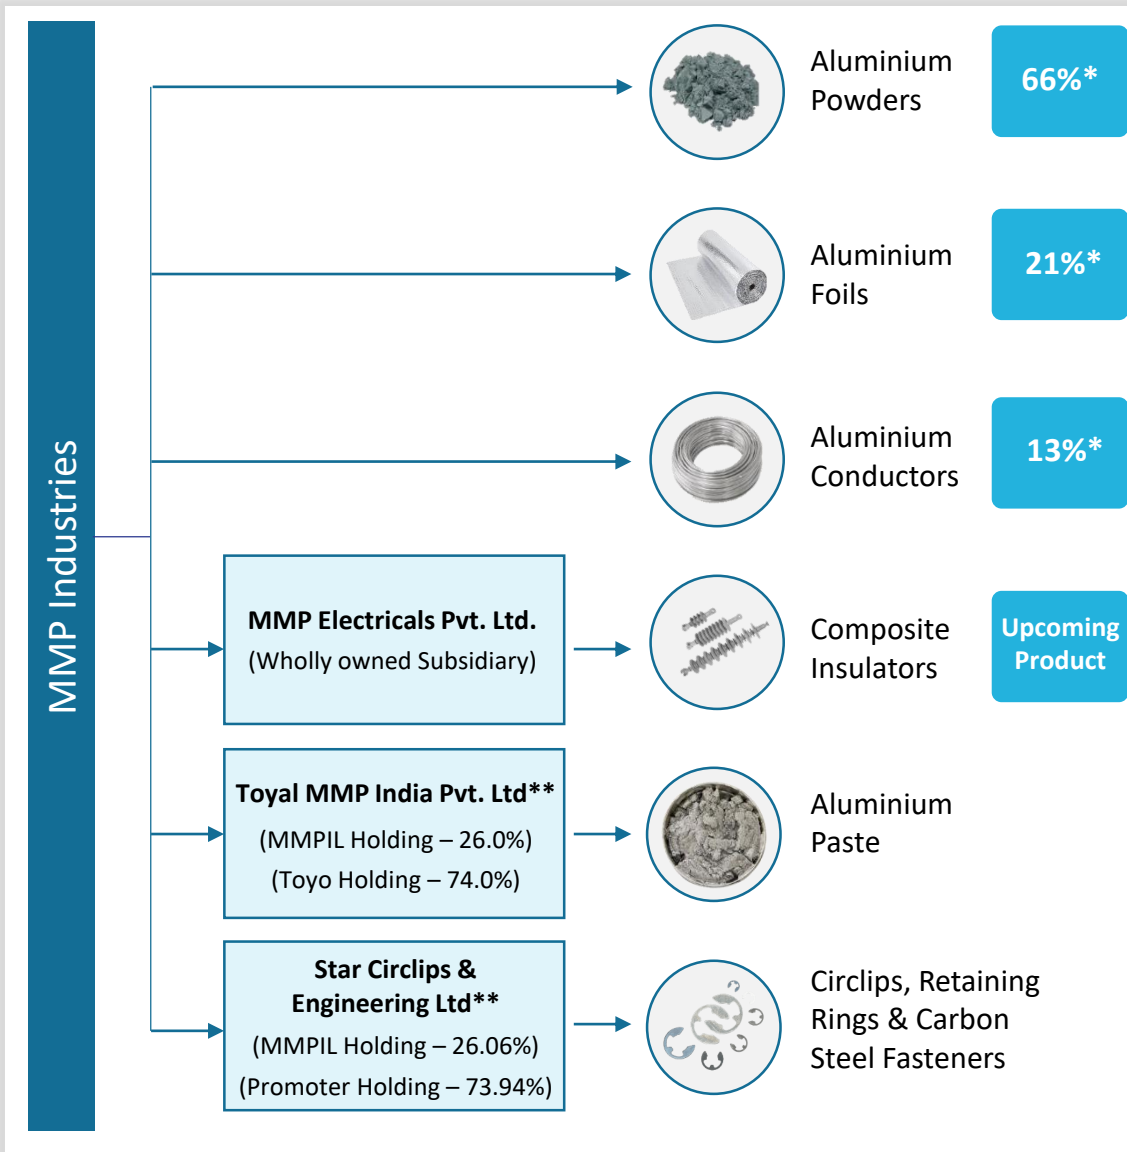 MMP Industries
Aluminium
Powders
66%*
Aluminium
Foils
21%*
Aluminium
Conductors
13%*
MMP Electricals Pvt. Ltd.
(Wholly owned Subsidiary)
Composite
Insulators
Upcoming
Product
Toyal MMP India Pvt. Ltd**
(MMPIL Holding – 26.0%)
(Toyo Holding – 74.0%)
Aluminium
Paste
Star Circlips &
Engineering Ltd**
(MMPIL Holding – 26.06%)
(Promoter Holding – 73.94%)
Circlips, Retaining
Rings & Carbon
Steel Fasteners